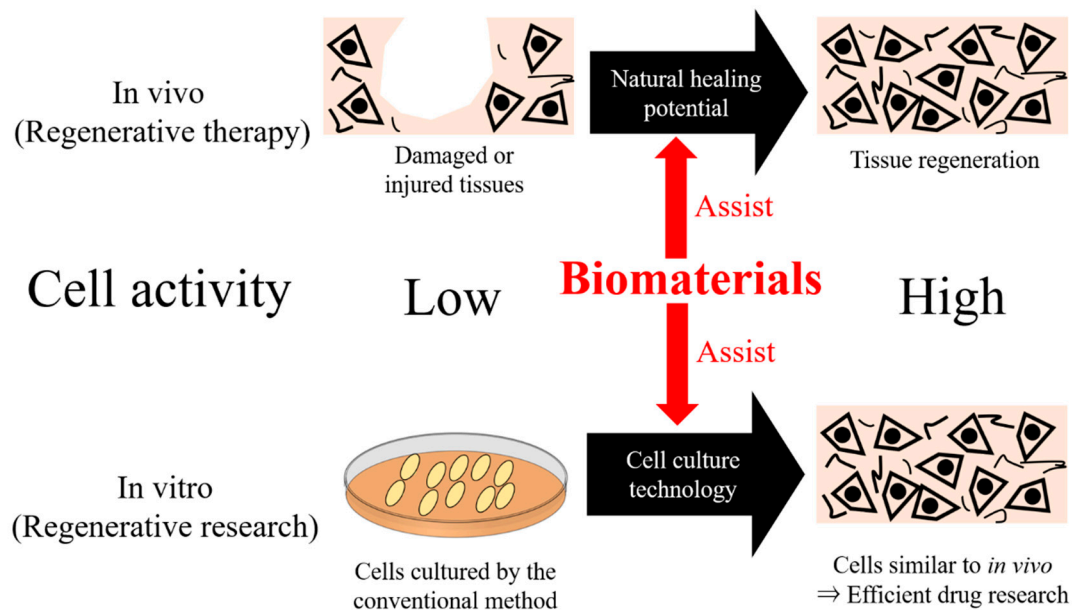 In vivo
(Regenerative therapy)
Damaged or
injured tissues
Natural healing
potential
Tissue regeneration
Assist
Cell activity
Low
Biomaterials
High
Assist
In vitro
(Regenerative research)
Cells cultured by the
conventional method
Cell culture
technology
Cells similar to in vivo
⇒ Efficient drug research